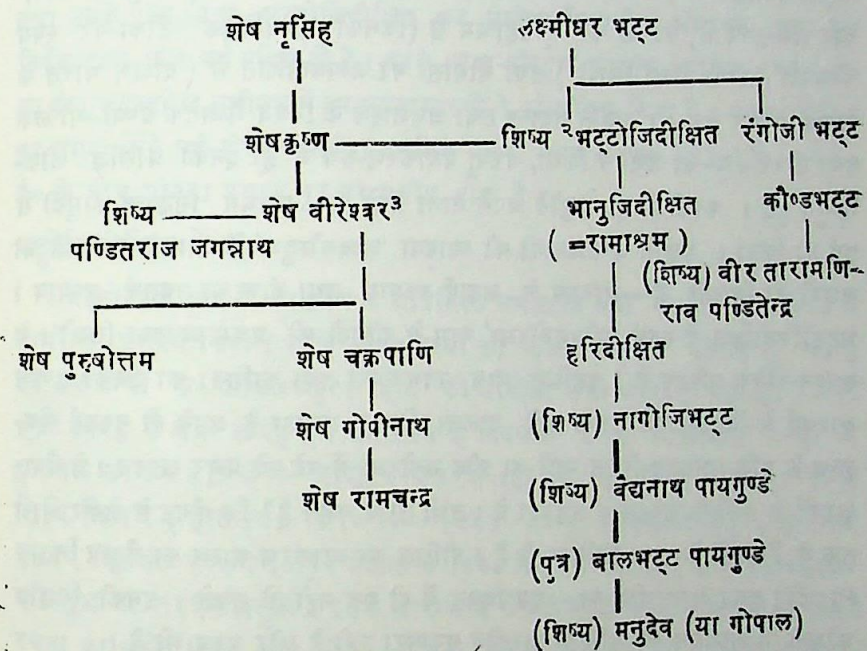 शेष नृसिंह लक्ष्मीधर भट्ट
शेषकृष्ण शिष्य २भट्टोजिदीक्षित रंगोजी भट्ट
शिष्य शेष वीरेश्वर³ भानुजिदीक्षित कौण्डभट्ट
पण्डितराज जगन्नाथ (=रामाश्रम)
(शिष्य) वीर तारामणि-
राव पण्डितेन्द्र
शेष पुरुषोत्तम शेष चक्रपाणि हरिदीक्षित
शेष गोपीनाथ (शिष्य) नागोजिभट्ट
शेष रामचन्द्र (शिष्य) वैद्यनाथ पायगुण्डे
(पुत्र) बालभट्ट पायगुण्डे
(शिष्य) मनुदेव (या गोपाल)